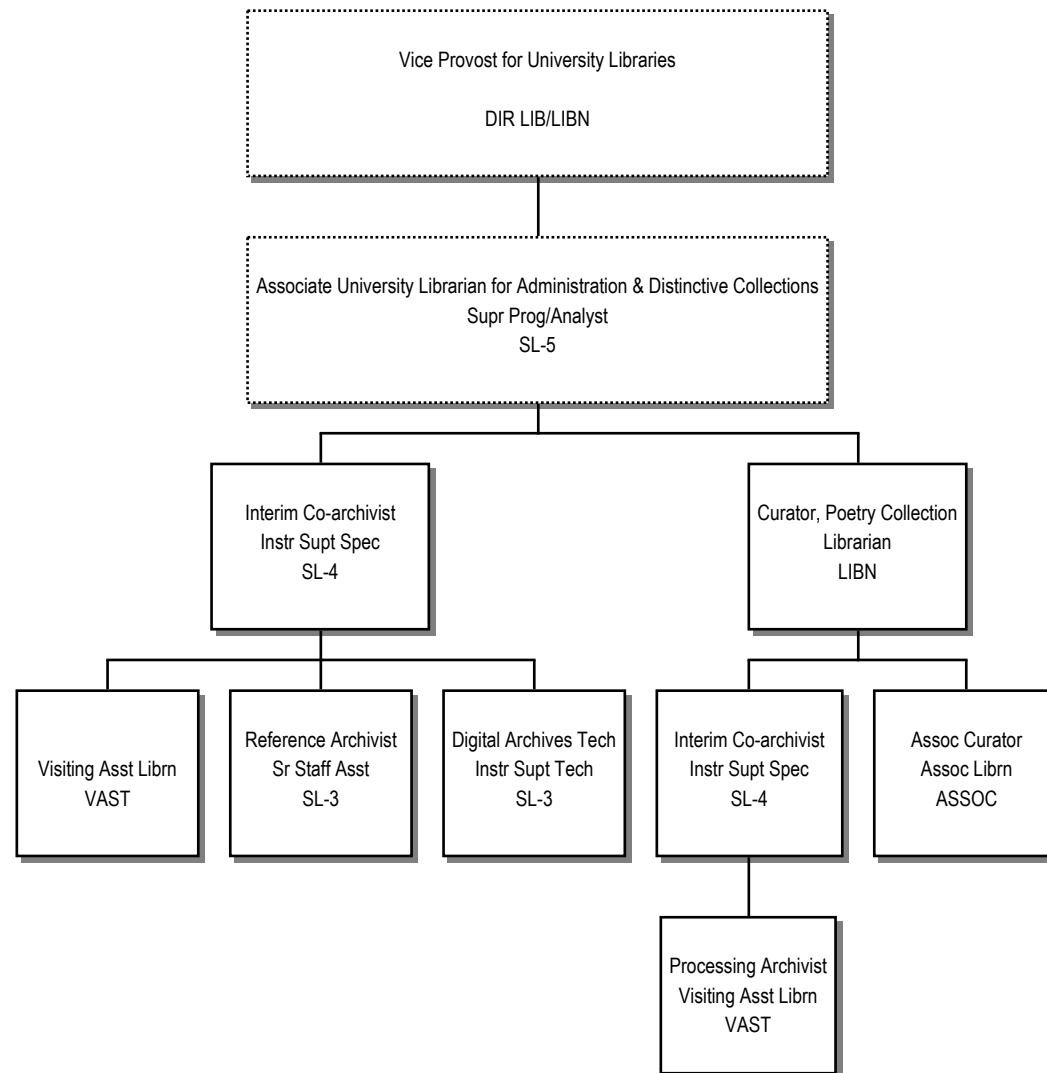 Vice Provost for University Libraries
DIR LIB/LIBN
Associate University Librarian for Administration & Distinctive Collections
Supr Prog/Analyst
SL-5
Interim Co-archivist
Instr Supt Spec
SL-4
Curator, Poetry Collection
Librarian
LIBN
Visiting Asst Librn
VAST
Reference Archivist
Sr Staff Asst
SL-3
Digital Archives Tech
Instr Supt Tech
SL-3
Interim Co-archivist
Instr Supt Spec
SL-4
Assoc Curator
Assoc Librn
ASSOC
Processing Archivist
Visiting Asst Librn
VAST